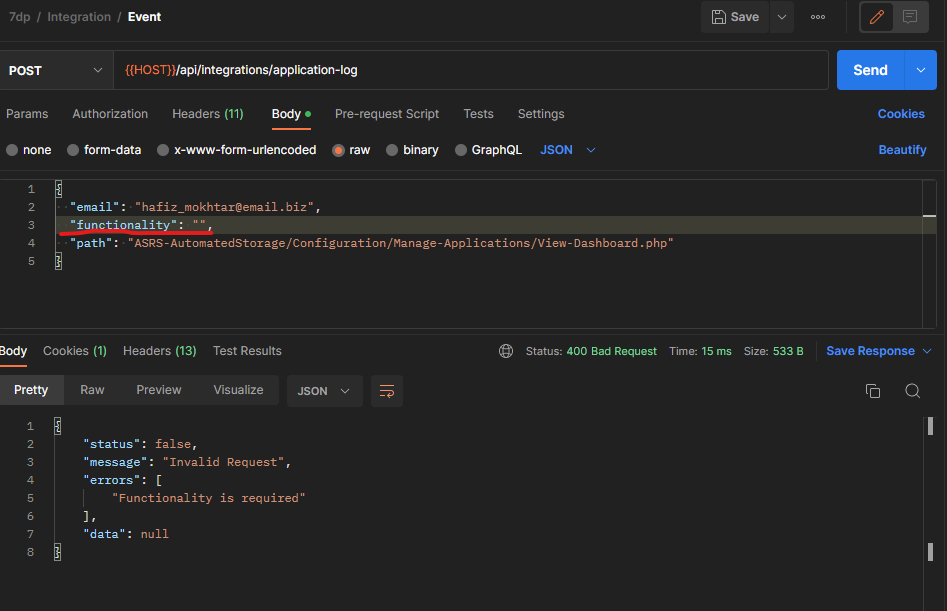 7dp / Integration / Event
Save
POST {{HOST}}/api/integrations/application-log Send
Params Authorization Headers (11) Body Pre-request Script Tests Settings Cookies
none form-data x-www-form-urlencoded raw binary GraphQL JSON Beautify
1 {
2 "email": "hafiz_mokhtar@email.biz",
3 "functionality": "",
4 "path": "ASRS-AutomatedStorage/Configuration/Manage-Applications/View-Dashboard.php"
5 }
Body Cookies (1) Headers (13) Test Results Status: 400 Bad Request Time: 15 ms Size: 533 B Save Response
Pretty Raw Preview Visualize JSON
1 {
2 "status": false,
3 "message": "Invalid Request",
4 "errors": [
5 "Functionality is required"
6 ],
7 "data": null
8 }